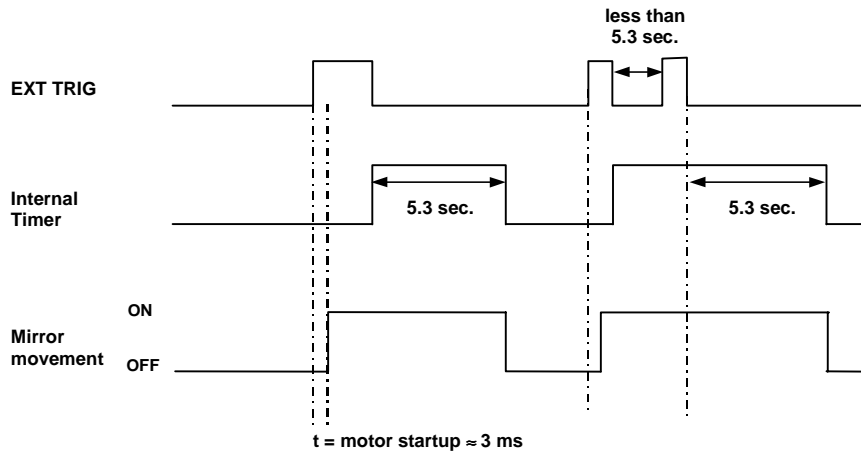 less than
5.3 sec.
EXT TRIG
Internal
Timer
5.3 sec.
5.3 sec.
ON
Mirror
movement
OFF
t = motor startup ≈ 3 ms